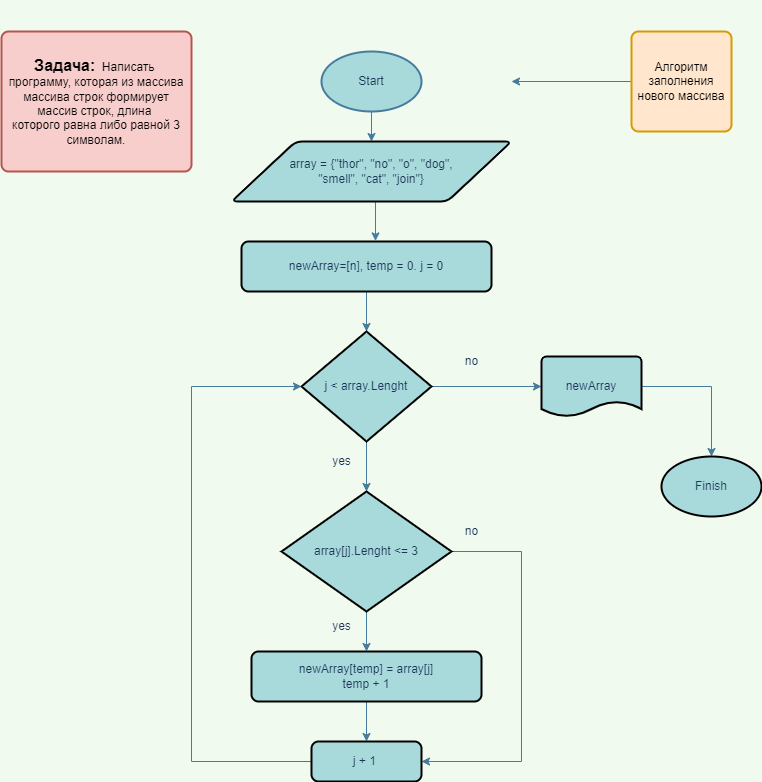 Задача: Написать
программу, которая из массива
массива строк формирует
массив строк, длина
которого равна либо равной 3
символам.
Start
Алгоритм
заполнения
нового массива
array = {"thor", "no", "o", "dog",
"smell", "cat", "join"}
newArray=[n], temp = 0. j = 0
j < array.Lenght
no
newArray
yes
Finish
array[j].Lenght <= 3
no
yes
newArray[temp] = array[j]
temp + 1
j + 1